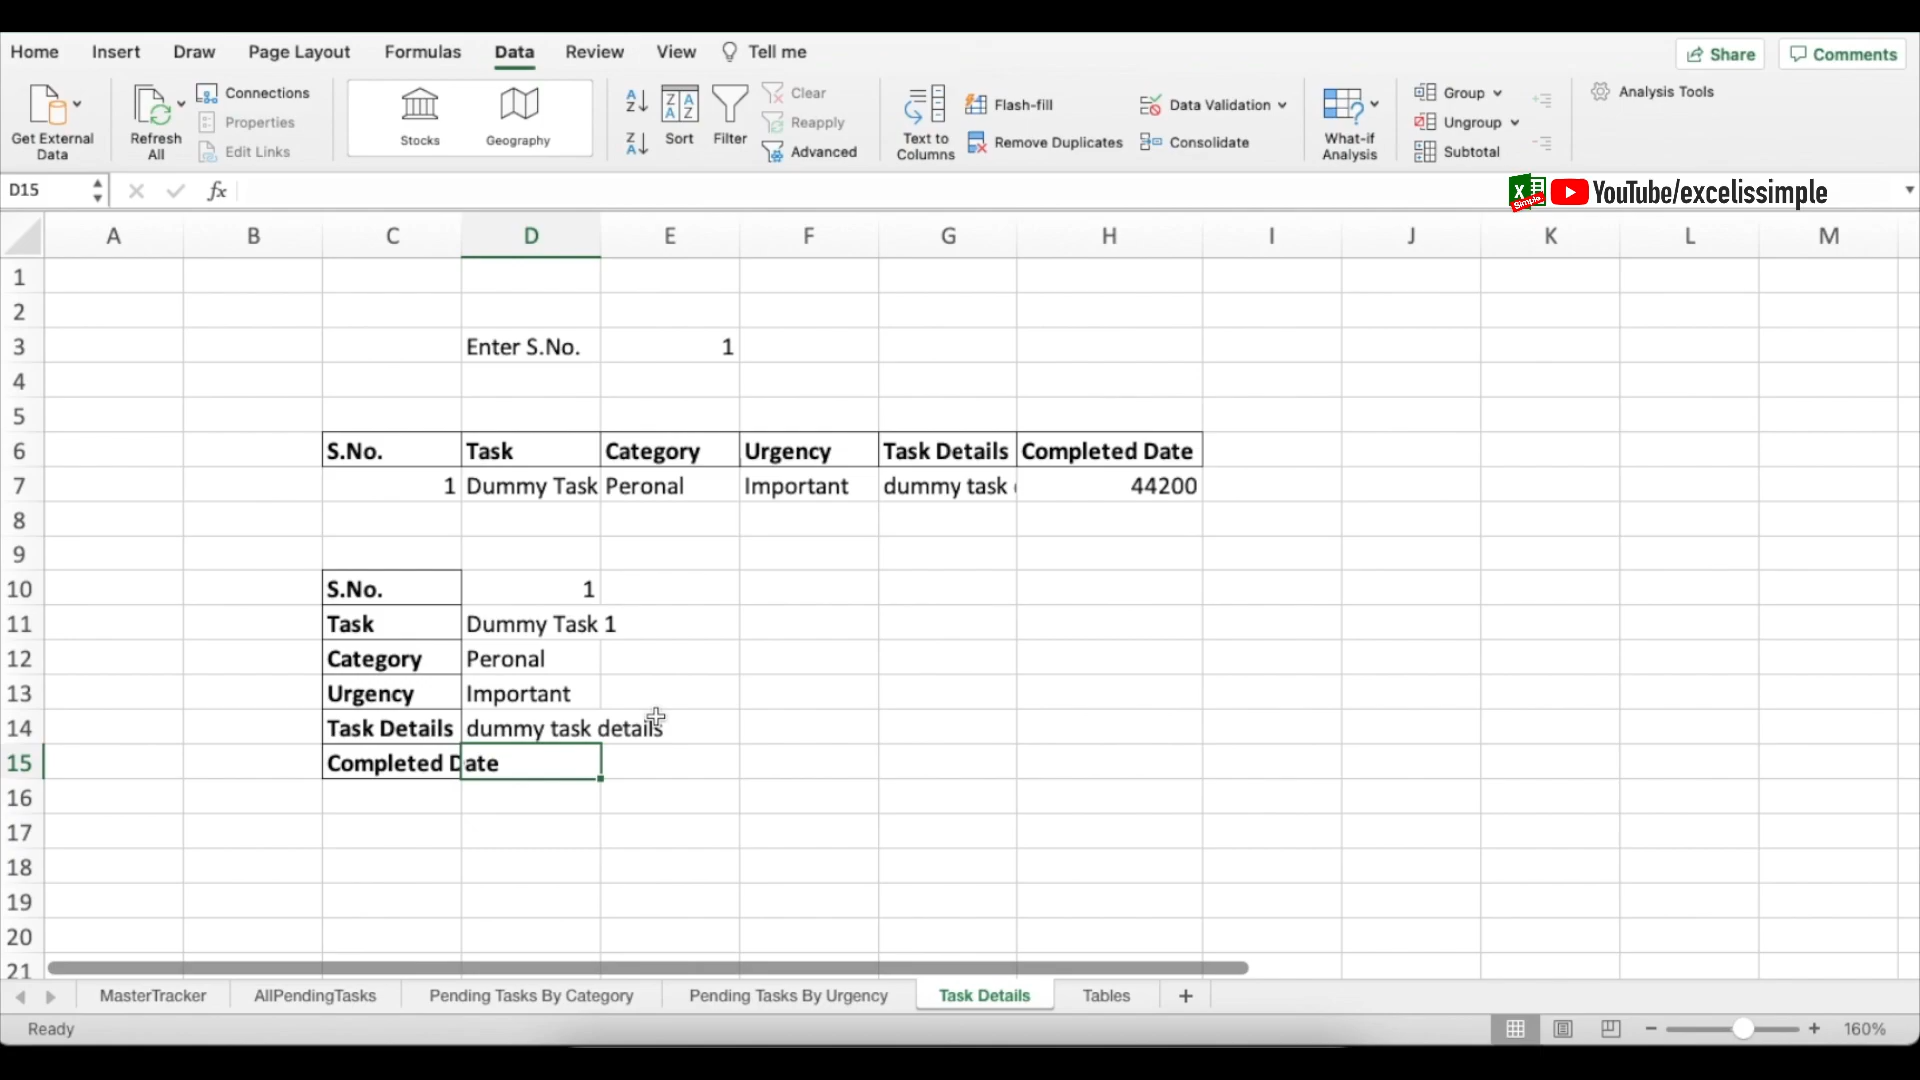 Home Insert Draw Page Layout Formulas Data Review View Tell me Share Comments
Get External Data
Refresh All
Connections
Properties
Edit Links
Stocks
Geography
Sort
Filter
Clear
Reapply
Advanced
Text to Columns
Flash-fill
Remove Duplicates
Data Validation
Consolidate
What-if Analysis
Group
Ungroup
Subtotal
Analysis Tools
D15 fx
Simple YouTube/excelissimple
A B C D E F G H I J K L M
1
2
3 Enter S.No. 1
4
5
6 S.No. Task Category Urgency Task Details Completed Date
7 1 Dummy Task Peronal Important dummy task 44200
8
9
10 S.No. 1
11 Task Dummy Task 1
12 Category Peronal
13 Urgency Important
14 Task Details dummy task details
15 Completed Date
16
17
18
19
20
21
MasterTracker AllPendingTasks Pending Tasks By Category Pending Tasks By Urgency Task Details Tables +
Ready 160%